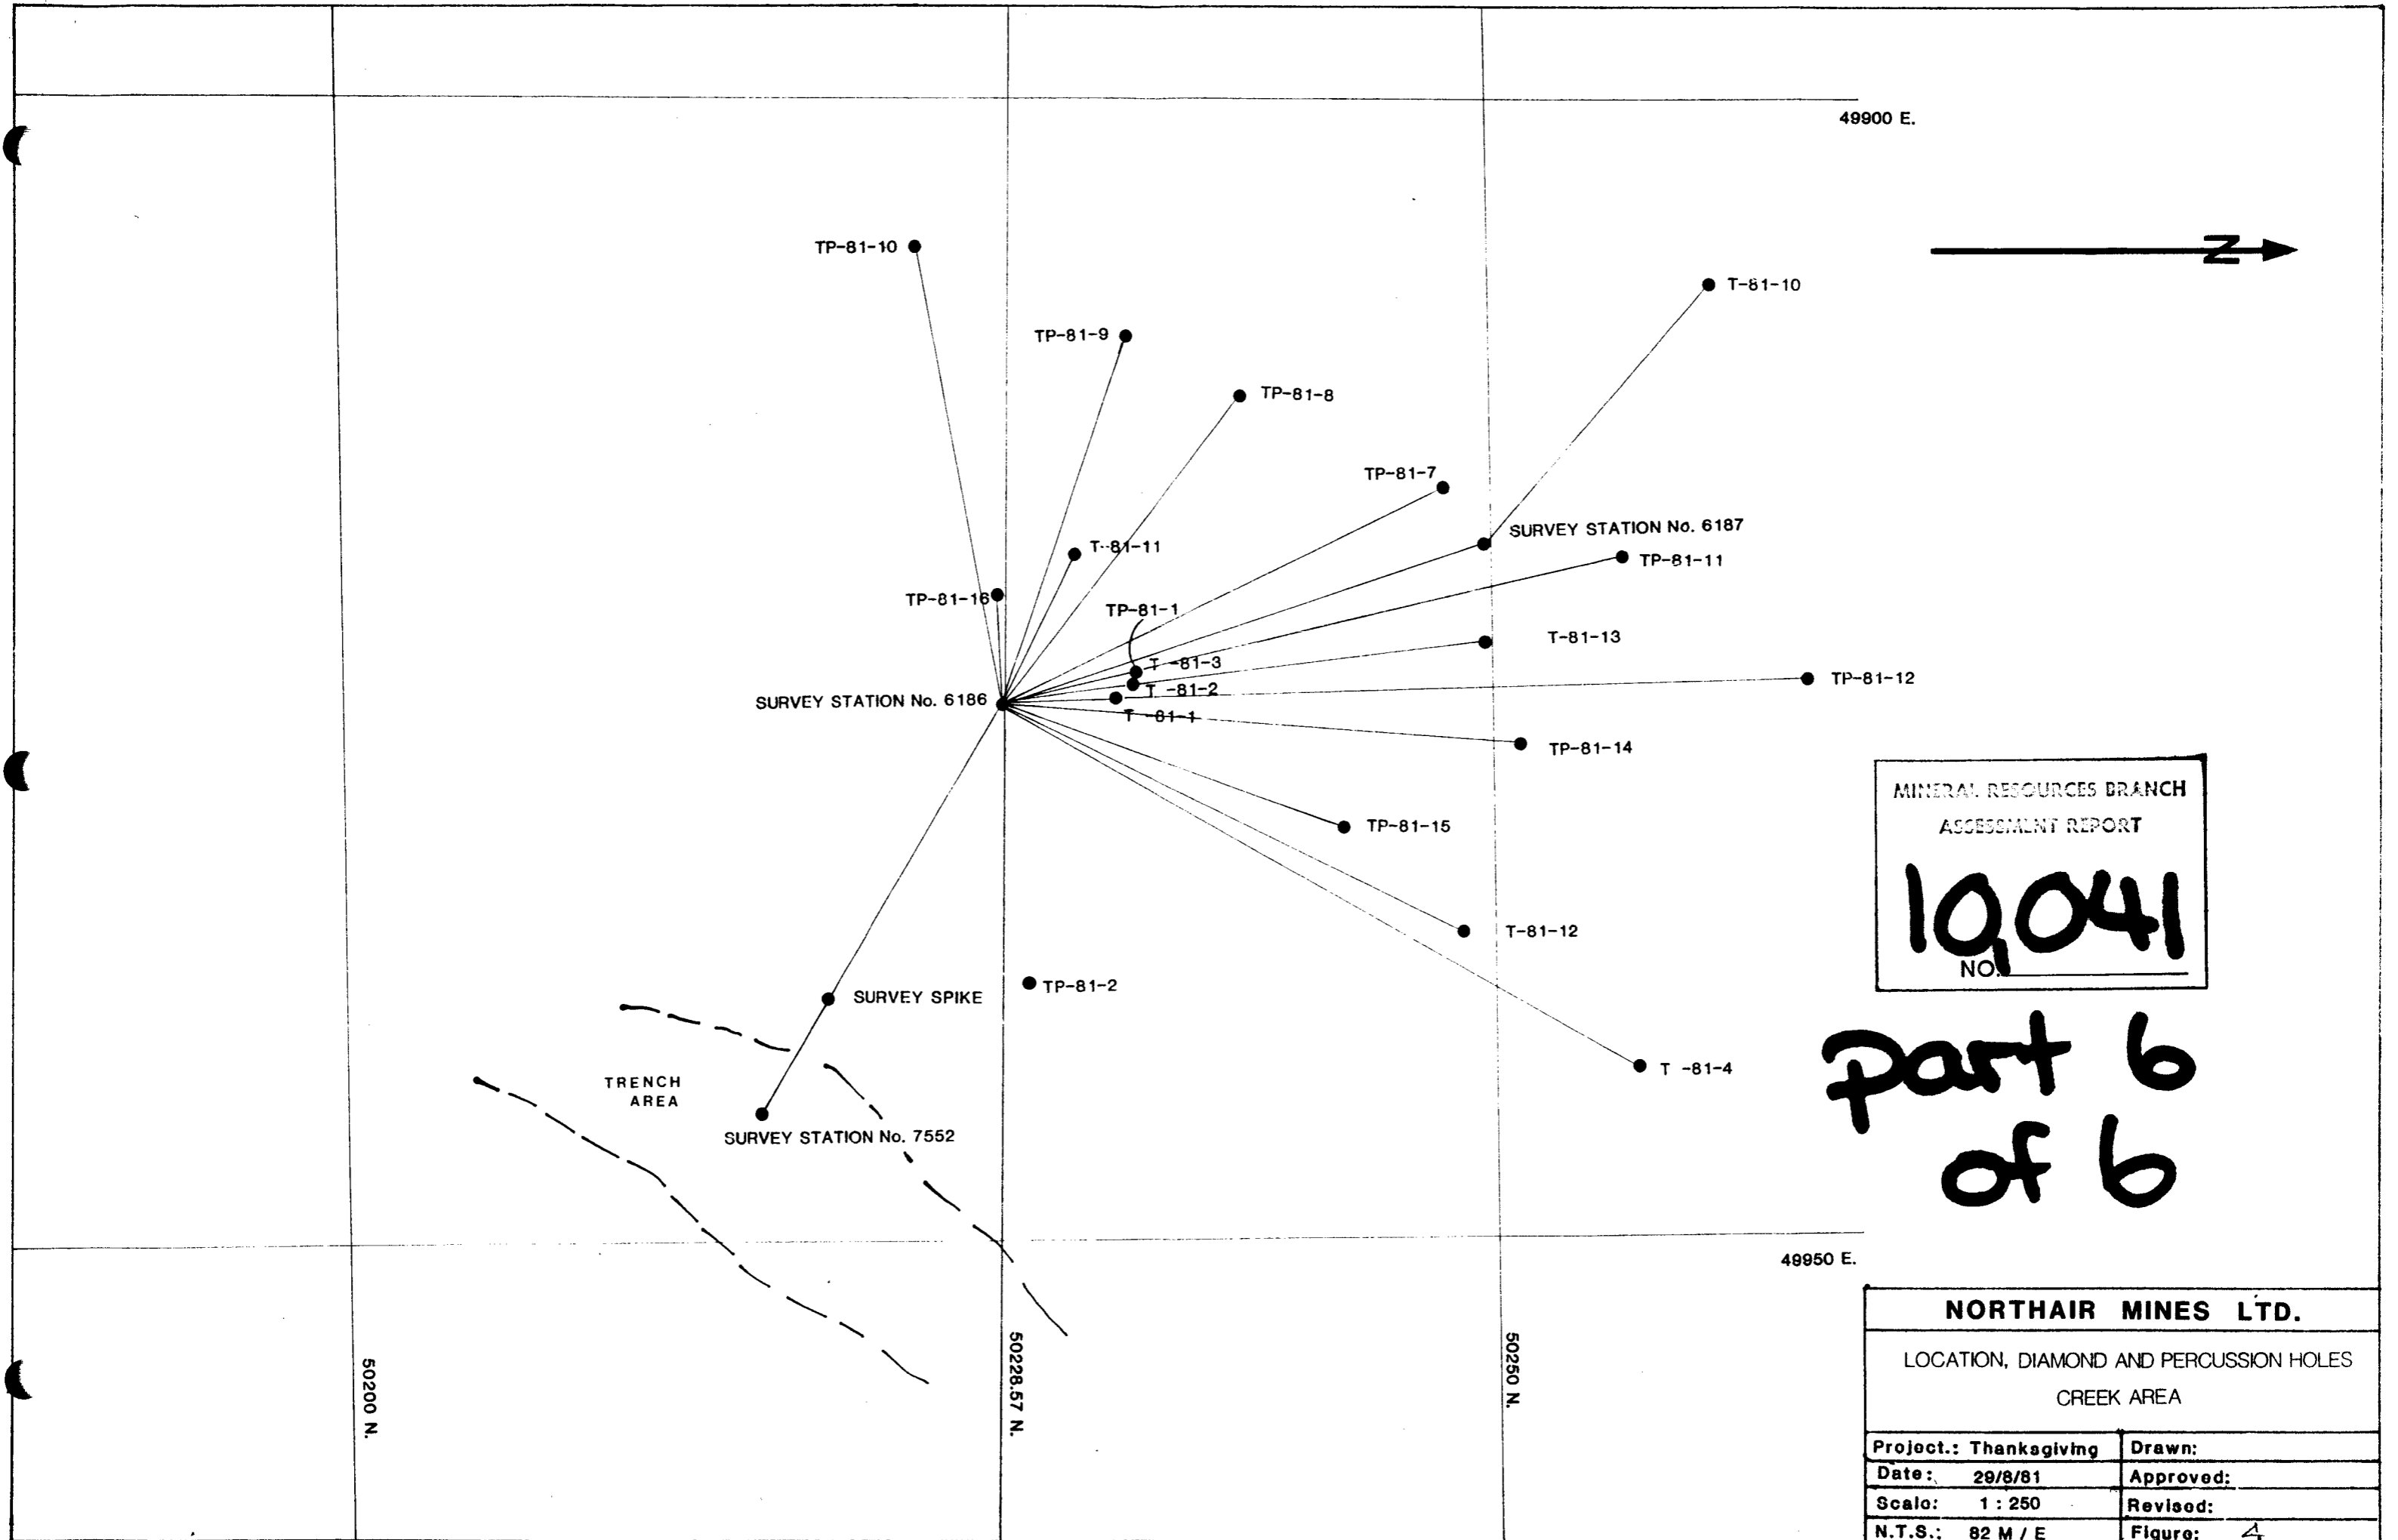 49900 E.
N
TP-81-10
T-81-10
TP-81-9
TP-81-8
TP-81-7
SURVEY STATION No. 6187
T-81-11
TP-81-11
TP-81-16
TP-81-1
T-81-13
T -81-3
TP-81-12
T -81-2
SURVEY STATION No. 6186
T -81-1
TP-81-14
MINERAL RESOURCES BRANCH
ASSESSMENT REPORT
10,041
NO.
TP-81-15
T-81-12
TP-81-2
SURVEY SPIKE
part 6
of 6
T -81-4
TRENCH
AREA
SURVEY STATION No. 7552
49950 E.
50200 N.
50228.57 N.
50250 N.
NORTHAIR MINES LTD.
LOCATION, DIAMOND AND PERCUSSION HOLES
CREEK AREA
Project.: Thanksgiving
Drawn:
Date: 29/8/81
Approved:
Scale: 1 : 250
Revised:
N.T.S.: 82 M / E
Figure: 4